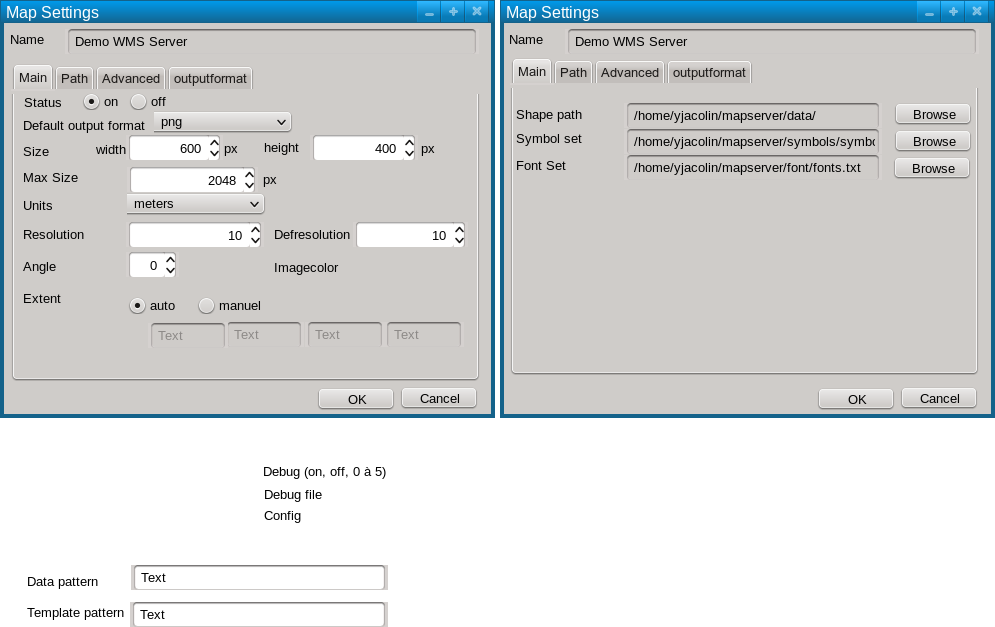 Map Settings
Name Demo WMS Server
Main Path Advanced outputformat
Status on off
Default output format png
Size width 600 px height 400 px
Max Size 2048 px
Units meters
Resolution 10 Defresolution 10
Angle 0 Imagecolor
Extent auto manuel
Text Text Text Text
OK Cancel
Map Settings
Name Demo WMS Server
Main Path Advanced outputformat
Shape path /home/yjacolin/mapserver/data/ Browse
Symbol set /home/yjacolin/mapserver/symbols/symbo Browse
Font Set /home/yjacolin/mapserver/font/fonts.txt Browse
OK Cancel
Debug (on, off, 0 à 5)
Debug file
Config
Data pattern Text
Template pattern Text